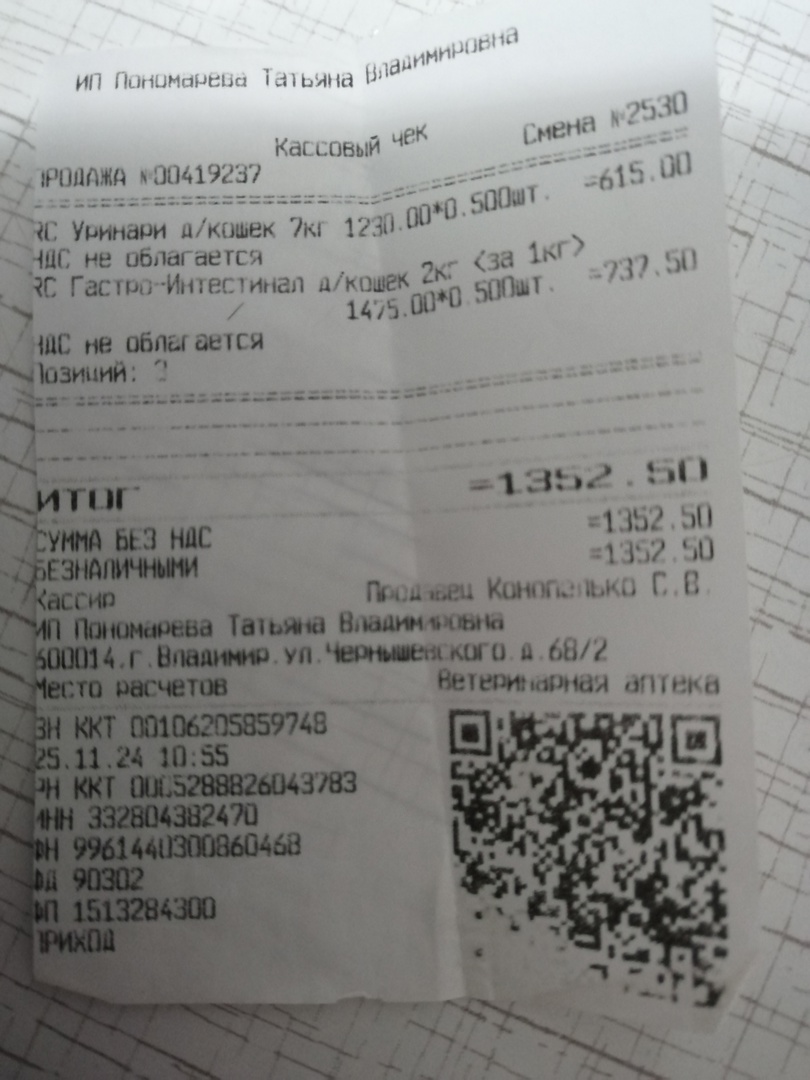 ИП Пономарева Татьяна Владимировна
Кассовый чек Смена №2530
ПРОДАЖА №00419237
RC Уринари д/кошек 7кг 1230.00*0.500шт. =615.00
НДС не облагается
RC Гастро-Интестинал д/кошек 2кг <за 1кг>
1475.00*0.500шт. =737.50
НДС не облагается
Позиций: 2
ИТОГ =1352.50
СУММА БЕЗ НДС =1352.50
БЕЗНАЛИЧНЫМИ =1352.50
Кассир Продавец Конопелько С.В.
ИП Пономарева Татьяна Владимировна
600014.г.Владимир.ул.Чернышевского.д.68/2
Место расчетов Ветеринарная аптека
ЗН ККТ 00106205859748
25.11.24 10:55
РН ККТ 0005288826043783
ИНН 332804382470
ФН 9961440300860468
ФД 90302
ФП 1513284300
ПРИХОД